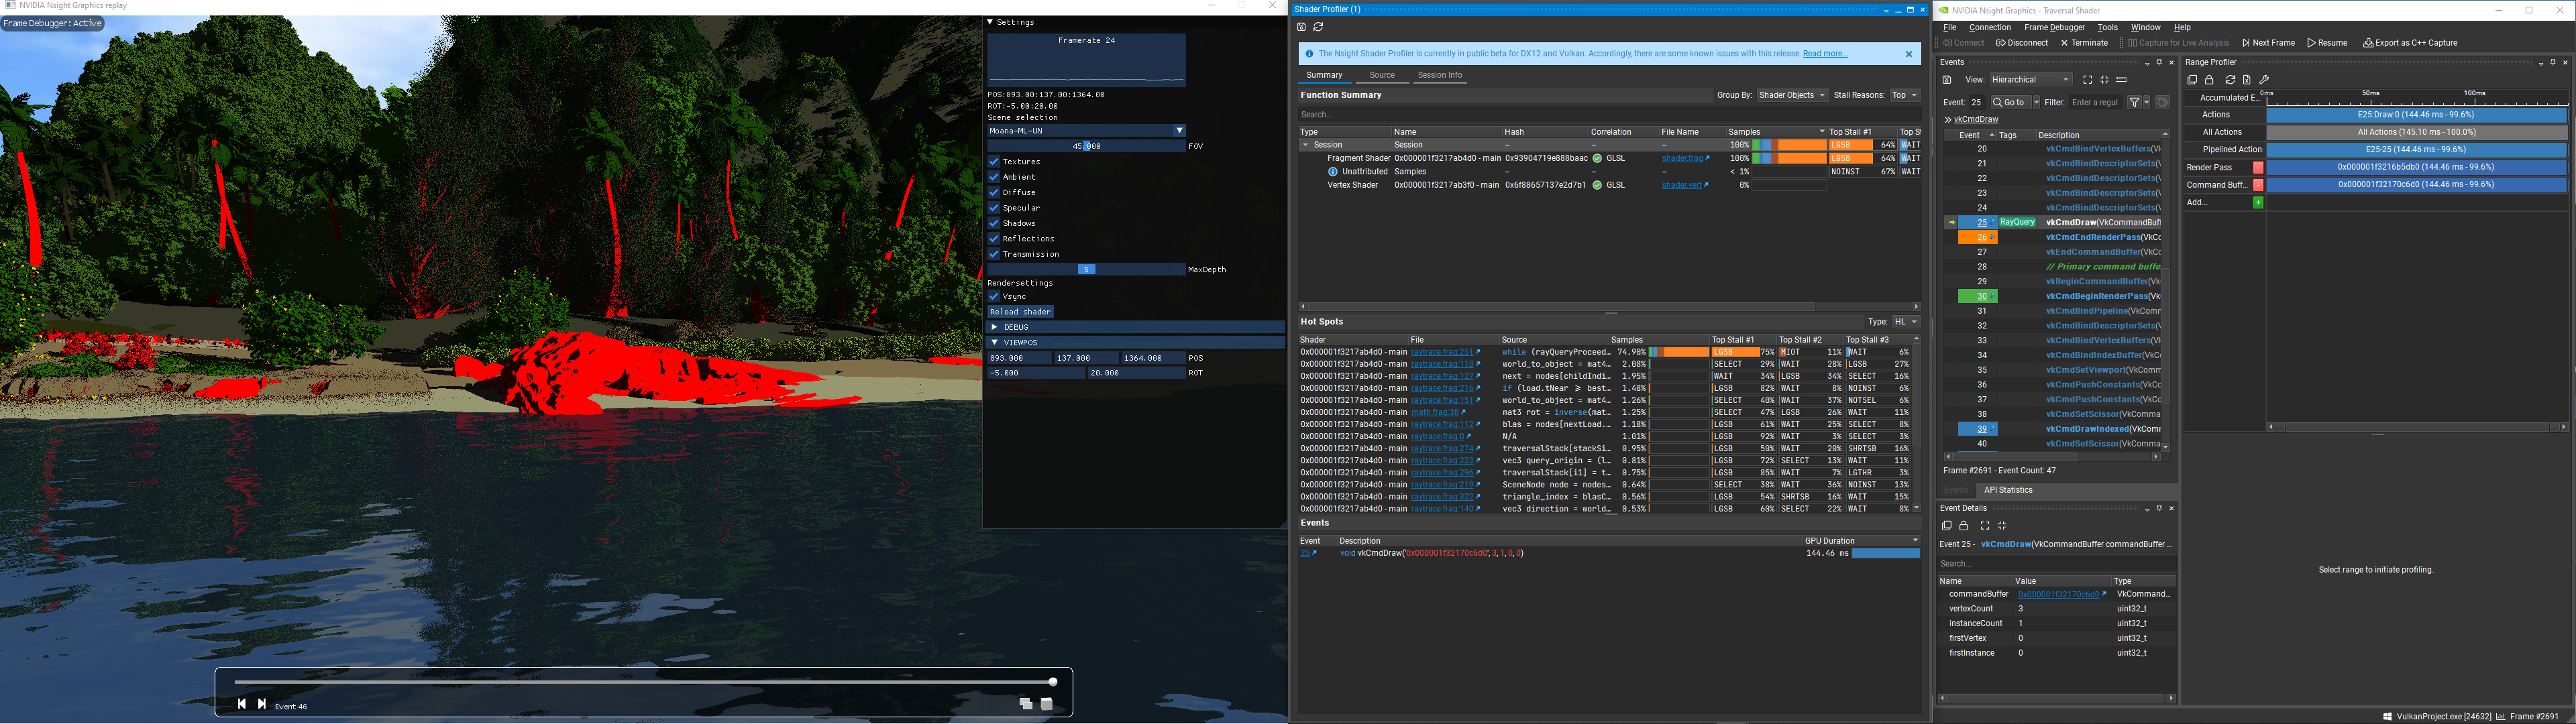 NVIDIA Nsight Graphics replay
Frame Debugger: Active
Settings
Framerate 24
POS:893.00:137.00:1364.00
ROT:-5.00:20.00
Scene selection
Moana-ML-UN
45.000 FOV
Textures
Ambient
Diffuse
Specular
Shadows
Reflections
Transmission
5 MaxDepth
Rendersettings
Vsync
Reload shader
DEBUG
VIEWPOS
893.000 137.000 1364.000 POS
-5.000 20.000 ROT
Event 46
Shader Profiler (1)
The Nsight Shader Profiler is currently in public beta for DX12 and Vulkan. Accordingly, there are some known issues with this release. Read more...
Summary Source Session Info
Function Summary Group By: Shader Objects Stall Reasons: Top
Search...
Type Name Hash Correlation File Name Samples Top Stall #1 Top S
Session Session – – – 100% LGSB 64% WAIT
Fragment Shader 0x000001f3217ab4d0 - main 0x93904719e888baac GLSL shader.frag 100% LGSB 64% WAIT
Unattributed Samples – – – < 1% NOINST 67% WAIT
Vertex Shader 0x000001f3217ab3f0 - main 0x6f88657137e2d7b1 GLSL shader.vert 0%
Hot Spots Type: HL
Shader File Source Samples Top Stall #1 Top Stall #2 Top Stall #3
0x000001f3217ab4d0 - main raytrace.frag:251 while (rayQueryProceed... 74.90% LGSB 75% MIOT 11% WAIT 6%
0x000001f3217ab4d0 - main raytrace.frag:113 world_to_object = mat4... 2.08% SELECT 29% WAIT 28% LGSB 27%
0x000001f3217ab4d0 - main raytrace.frag:127 next = nodes[childIndi... 1.95% WAIT 34% LGSB 34% SELECT 16%
0x000001f3217ab4d0 - main raytrace.frag:216 if (load.tNear >= best... 1.48% LGSB 82% WAIT 8% NOINST 6%
0x000001f3217ab4d0 - main raytrace.frag:151 world_to_object = mat4... 1.26% SELECT 40% WAIT 37% NOTSEL 6%
0x000001f3217ab4d0 - main math.frag:38 mat3 rot = inverse(mat... 1.25% SELECT 47% LGSB 26% WAIT 11%
0x000001f3217ab4d0 - main raytrace.frag:112 blas = nodes[nextLoad.... 1.18% LGSB 61% WAIT 25% SELECT 8%
0x000001f3217ab4d0 - main raytrace.frag:0 N/A 1.01% LGSB 92% WAIT 3% SELECT 3%
0x000001f3217ab4d0 - main raytrace.frag:274 traversalStack[stackSi... 0.95% LGSB 50% WAIT 20% SHRTSB 16%
0x000001f3217ab4d0 - main raytrace.frag:223 vec3 query_origin = (l... 0.81% LGSB 72% SELECT 13% WAIT 11%
0x000001f3217ab4d0 - main raytrace.frag:296 traversalStack[i1] = t... 0.75% LGSB 85% WAIT 7% LGTHR 3%
0x000001f3217ab4d0 - main raytrace.frag:219 SceneNode node = nodes... 0.64% SELECT 38% WAIT 36% NOINST 13%
0x000001f3217ab4d0 - main raytrace.frag:322 triangle_index = blasC... 0.56% LGSB 54% SHRTSB 16% WAIT 15%
0x000001f3217ab4d0 - main raytrace.frag:140 vec3 direction = world... 0.53% LGSB 60% SELECT 22% WAIT 8%
Events
Event Description GPU Duration
25 void vkCmdDraw("0x000001f32170c6d0", 3, 1, 0, 0) 144.46 ms
NVIDIA Nsight Graphics - Traversal Shader
File Connection Frame Debugger Tools Window Help
Connect Disconnect Terminate Capture for Live Analysis Next Frame Resume Export as C++ Capture
Events
View: Hierarchical
Event: 25 Go to Filter: Enter a regul
vkCmdDraw
Event Tags Description
20 vkCmdBindVertexBuffers(V
21 vkCmdBindDescriptorSets(V
22 vkCmdBindDescriptorSets(V
23 vkCmdBindDescriptorSets(V
24 vkCmdBindDescriptorSets(V
25 RayQuery vkCmdDraw(VkCommandBuf
26 vkCmdEndRenderPass(VkC
27 vkEndCommandBuffer(VkC
28 // Primary command buffe
29 vkBeginCommandBuffer(Vk
30 vkCmdBeginRenderPass(Vk
31 vkCmdBindPipeline(VkComm
32 vkCmdBindDescriptorSets(V
33 vkCmdBindVertexBuffers(V
34 vkCmdBindIndexBuffer(VkC
35 vkCmdSetViewport(VkComm
36 vkCmdPushConstants(VkC
37 vkCmdPushConstants(VkC
38 vkCmdSetScissor(VkComma
39 vkCmdDrawIndexed(VkCom
40 vkCmdSetScissor(VkComma
Frame #2691 - Event Count: 47
Events API Statistics
Event Details
Event 25 - vkCmdDraw(VkCommandBuffer commandBuffer ...
Search...
Name Value Type
commandBuffer 0x000001f32170c6d0 VkCommand...
vertexCount 3 uint32_t
instanceCount 1 uint32_t
firstVertex 0 uint32_t
firstInstance 0 uint32_t
Range Profiler
Accumulated E... 0ms 50ms 100ms
Actions E25:Draw:0 (144.46 ms - 99.6%)
All Actions All Actions (145.10 ms - 100.0%)
Pipelined Action E25-25 (144.46 ms - 99.6%)
Render Pass 0x000001f3216b5db0 (144.46 ms - 99.6%)
Command Buff... 0x000001f32170c6d0 (144.46 ms - 99.6%)
Add...
Select range to initiate profiling.
VulkanProject.exe [24632] Frame #2691